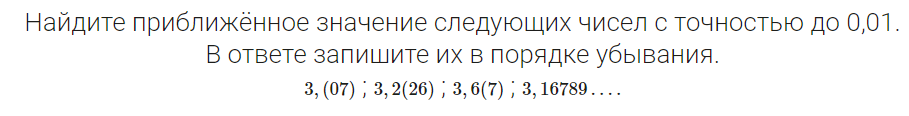 Найдите приближённое значение следующих чисел с точностью до 0,01.
В ответе запишите их в порядке убывания.
3, (07) ; 3, 2(26) ; 3, 6(7) ; 3, 16789 … .